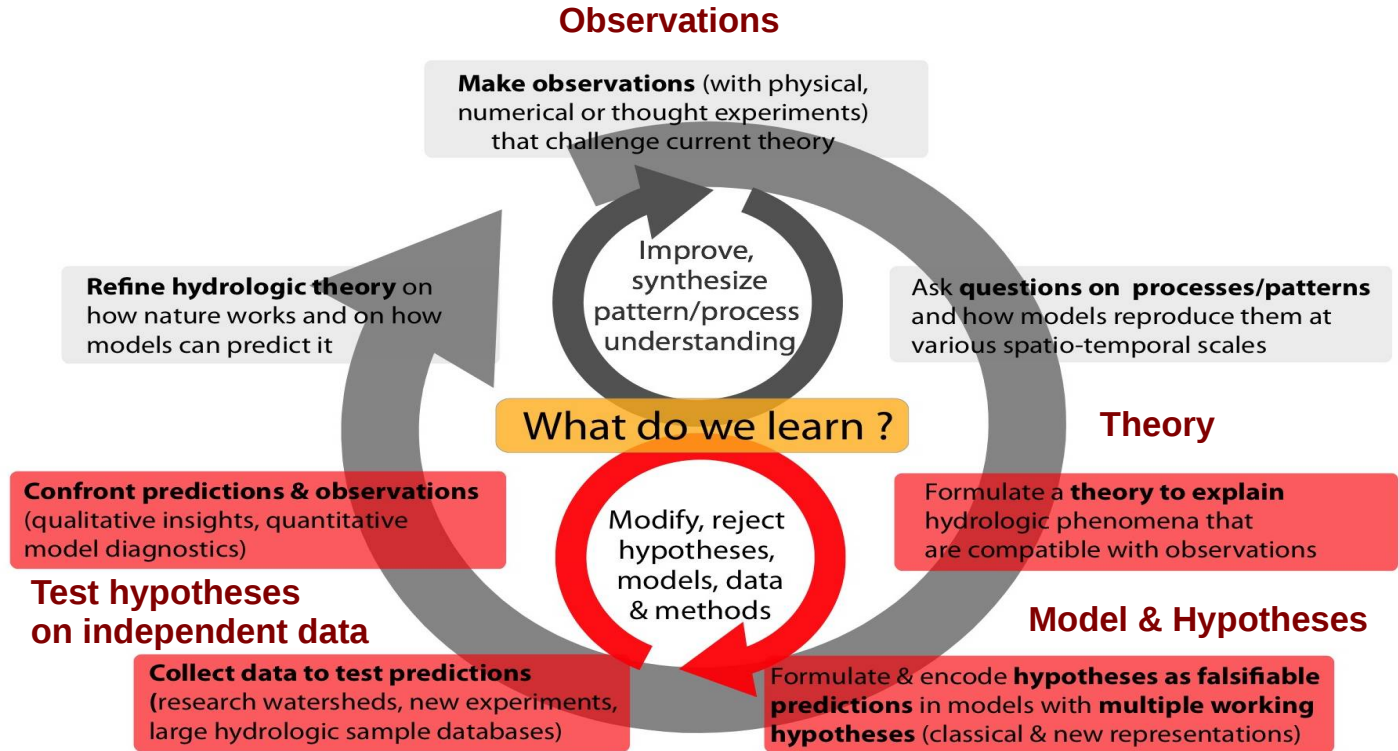 Observations
Make observations (with physical,
numerical or thought experiments)
that challenge current theory
Improve,
synthesize
pattern/process
understanding
Refine hydrologic theory on
how nature works and on how
models can predict it
Ask questions on processes/patterns
and how models reproduce them at
various spatio-temporal scales
What do we learn ?
Theory
Confront predictions & observations
(qualitative insights, quantitative
model diagnostics)
Modify, reject
hypotheses,
models, data
& methods
Formulate a theory to explain
hydrologic phenomena that
are compatible with observations
Test hypotheses
on independent data
Model & Hypotheses
Collect data to test predictions
(research watersheds, new experiments,
large hydrologic sample databases)
Formulate & encode hypotheses as falsifiable
predictions in models with multiple working
hypotheses (classical & new representations)